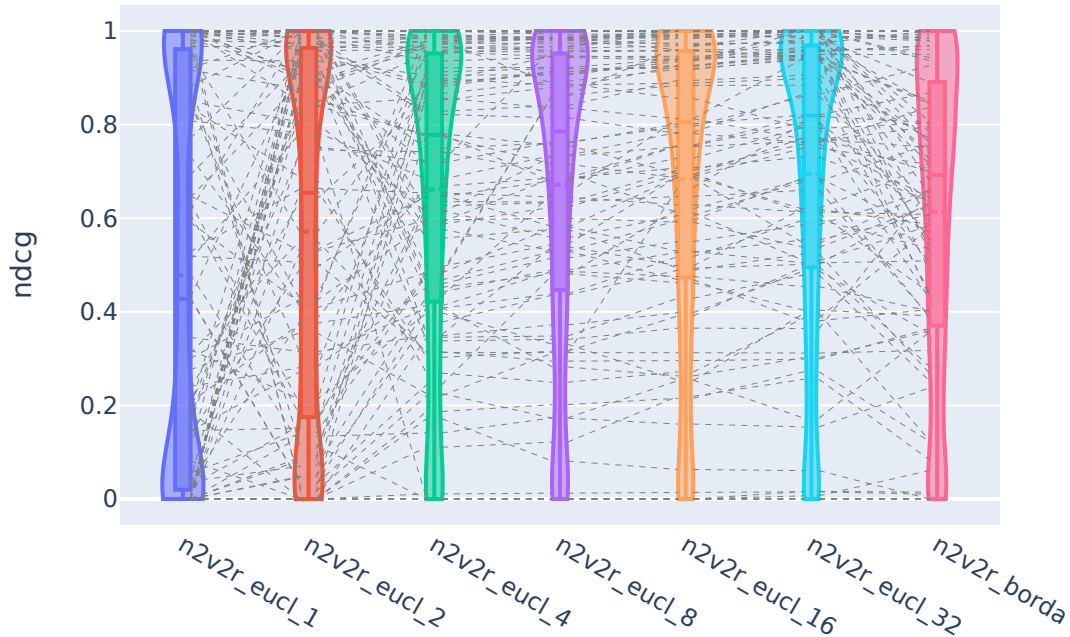 1
0.8
0.6
0.4
0.2
0
ndcg
n2v2r_eucl_1
n2v2r_eucl_2
n2v2r_eucl_4
n2v2r_eucl_8
n2v2r_eucl_16
n2v2r_eucl_32
n2v2r_borda